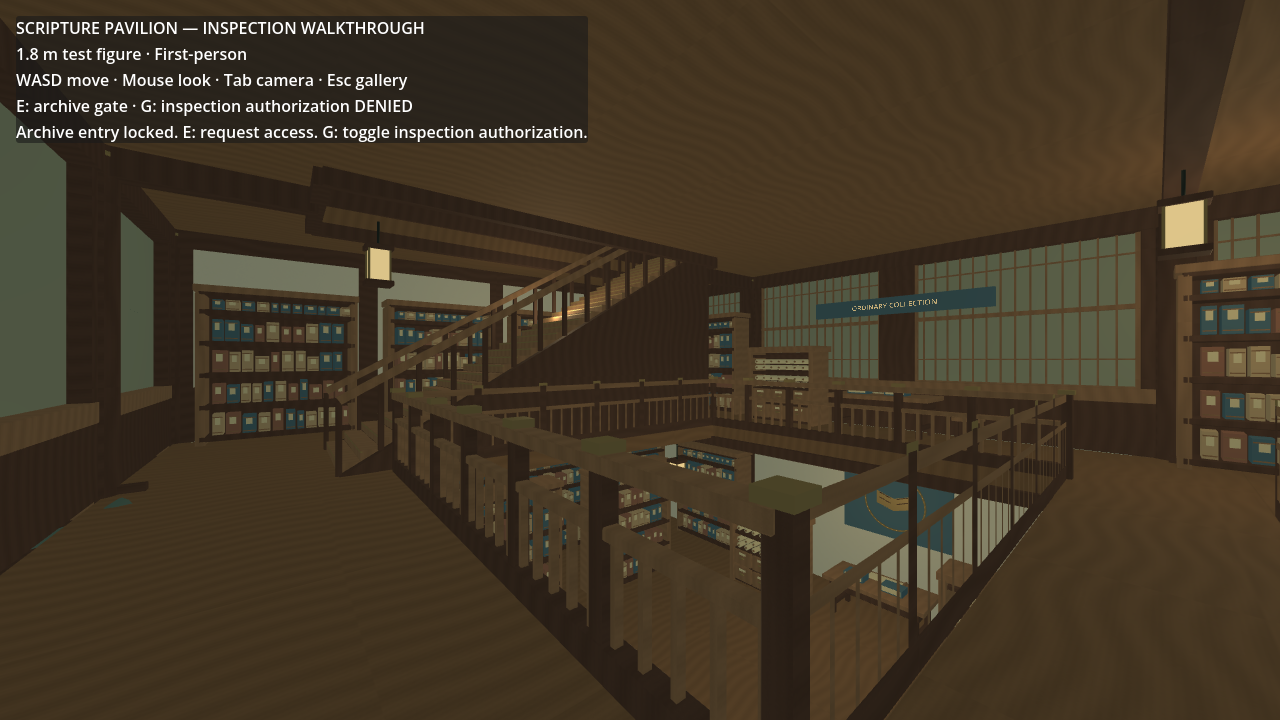 SCRIPTURE PAVILION — INSPECTION WALKTHROUGH
1.8 m test figure · First-person
WASD move · Mouse look · Tab camera · Esc gallery
E: archive gate · G: inspection authorization DENIED
Archive entry locked. E: request access. G: toggle inspection authorization.
ORDINARY COLLECTION